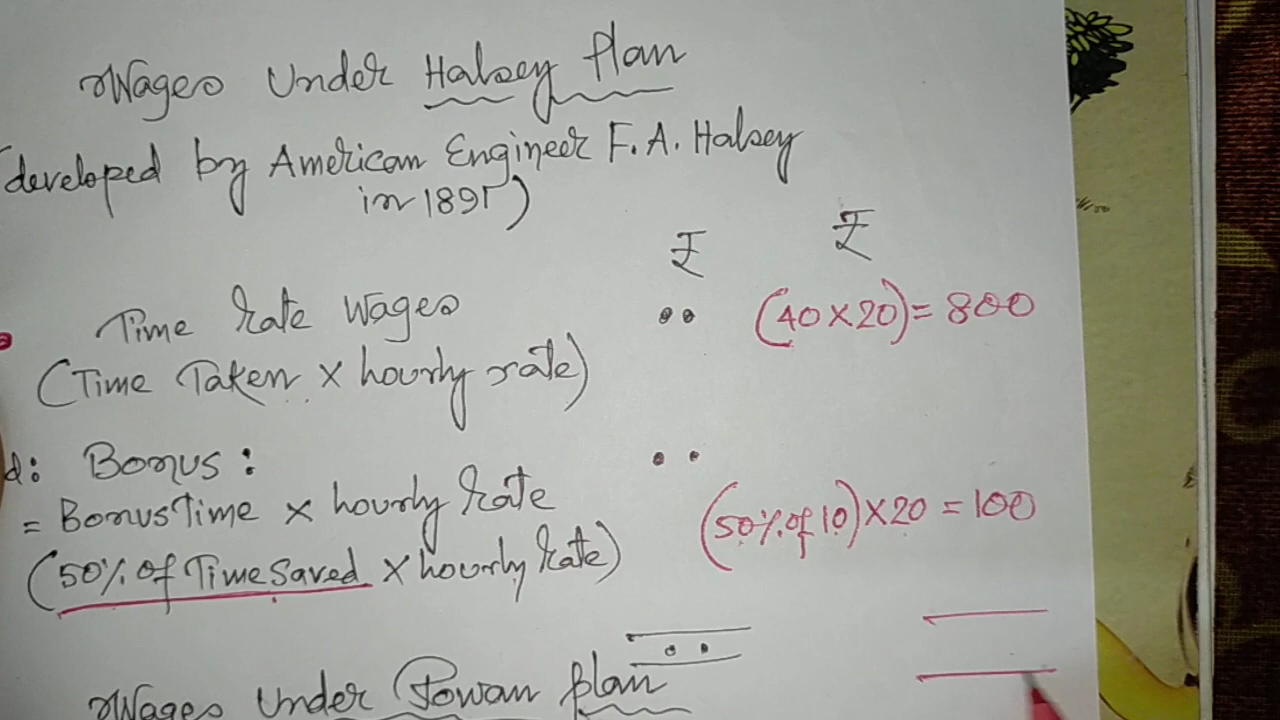 Wages Under Halsey Plan
(developed by American Engineer F.A. Halsey
in 1891)
₹ ₹
Time Rate Wages .. (40×20)= 800
(Time Taken × hourly rate)
d: Bonus: ..
= Bonus Time × hourly Rate (50% of 10)×20 = 100
(50% of Time Saved × hourly Rate)
..
Wages Under Rowan Plan